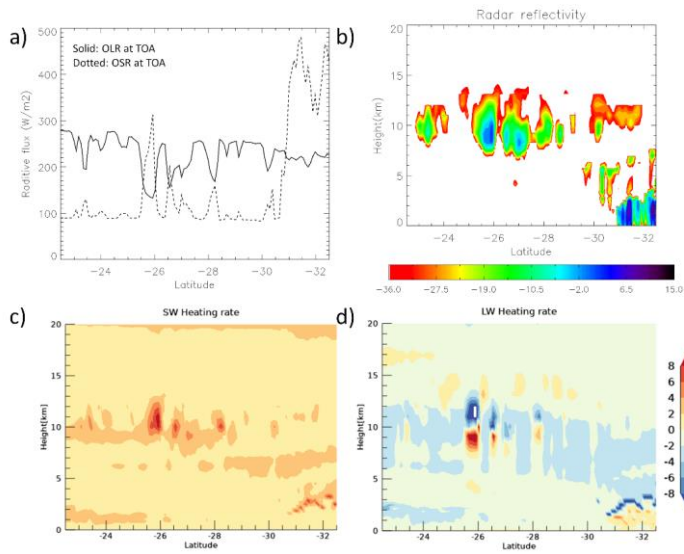 a)
Solid: OLR at TOA
Dotted: OSR at TOA
Raditive flux (W/m2)
500
400
300
200
100
0
-24 -26 -28 -30 -32
Latitude
b)
Radar reflectivity
Height(km)
20
15
10
5
0
-24 -26 -28 -30 -32
Latitude
-36.0 -27.5 -19.0 -10.5 -2.0 6.5 15.0
c)
SW Heating rate
Height[km]
20
15
10
5
0
-24 -26 -28 -30 -32
Latitude
d)
LW Heating rate
Height[km]
20
15
10
5
0
-24 -26 -28 -30 -32
Latitude
8
6
4
2
0
-2
-4
-6
-8